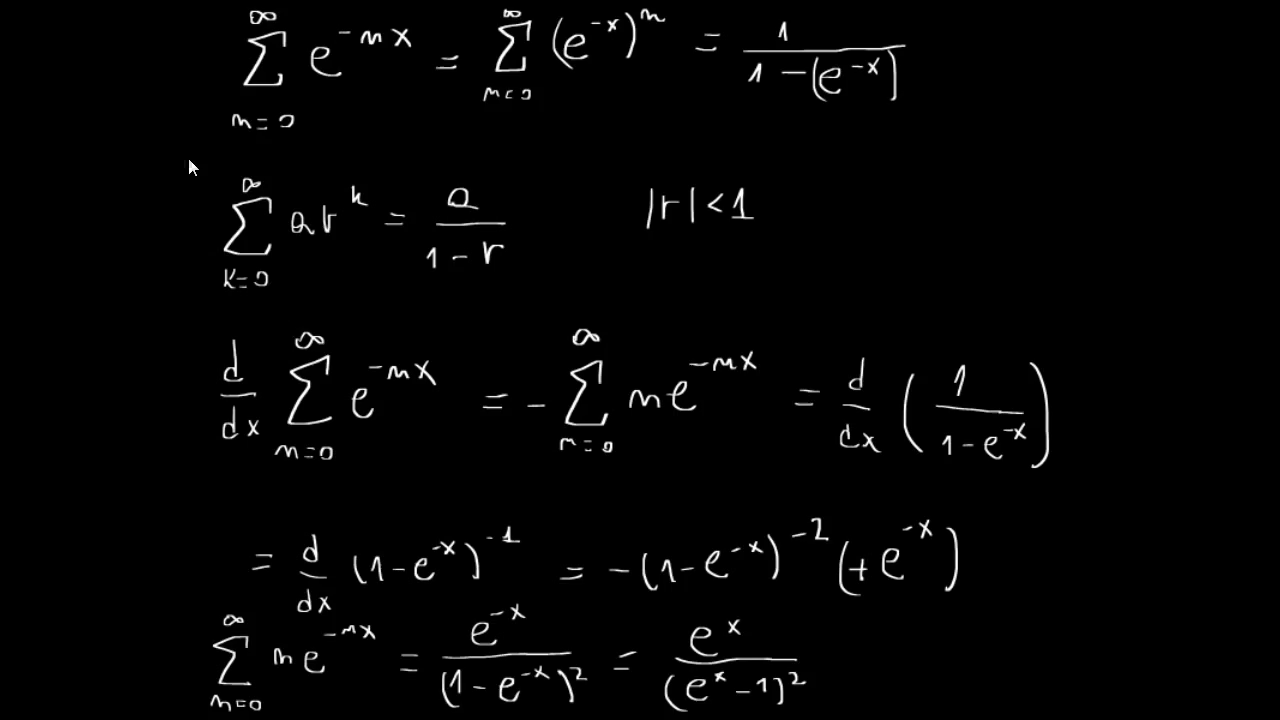 ∑_{n=0}^{∞} e^{-nx} = ∑_{n=0}^{∞} (e^{-x})^n = 1/(1-(e^{-x}))
∑_{k=0}^{∞} ar^k = a/(1-r) |r|<1
d/dx ∑_{n=0}^{∞} e^{-nx} = -∑_{n=0}^{∞} ne^{-nx} = d/dx (1/(1-e^{-x}))
= d/dx (1-e^{-x})^{-1} = -(1-e^{-x})^{-2} (+e^{-x})
∑_{n=0}^{∞} ne^{-nx} = e^{-x}/(1-e^{-x})^2 = e^x/(e^x-1)^2